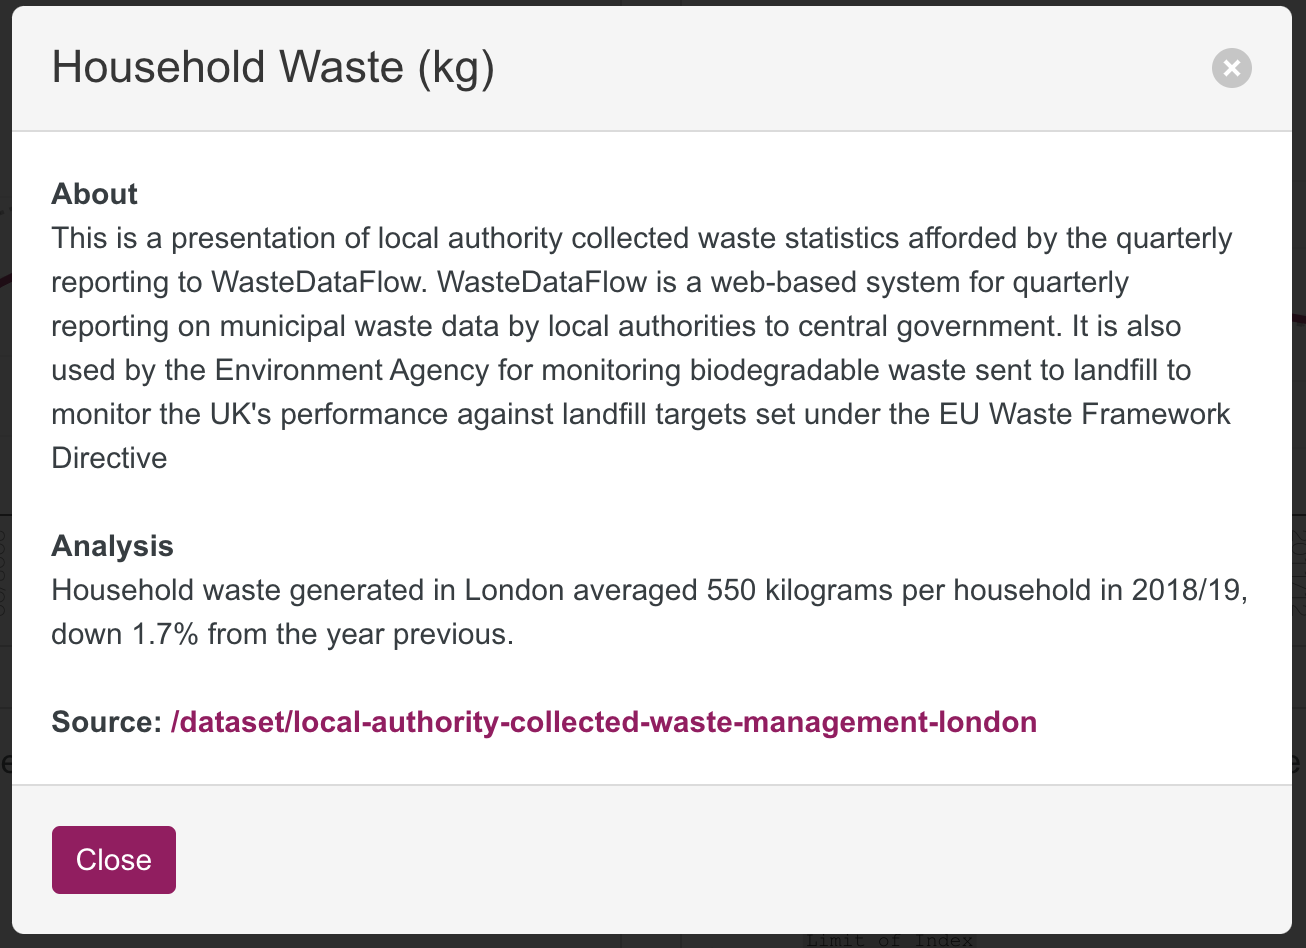 Household Waste (kg)
About
This is a presentation of local authority collected waste statistics afforded by the quarterly
reporting to WasteDataFlow. WasteDataFlow is a web-based system for quarterly
reporting on municipal waste data by local authorities to central government. It is also
used by the Environment Agency for monitoring biodegradable waste sent to landfill to
monitor the UK's performance against landfill targets set under the EU Waste Framework
Directive
Analysis
Household waste generated in London averaged 550 kilograms per household in 2018/19,
down 1.7% from the year previous.
Source: /dataset/local-authority-collected-waste-management-london
Close
Limit of Index